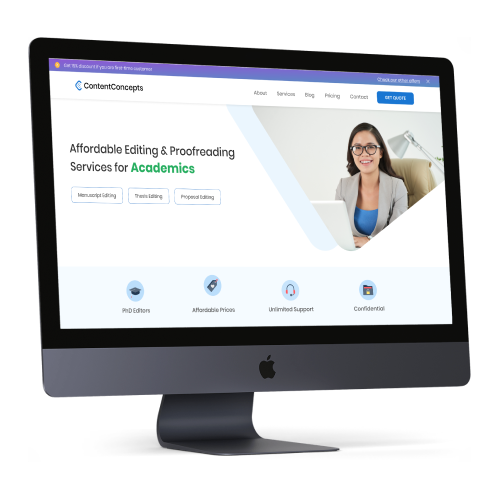 Get 15% discount if you are first-time customer
Check our other offers
ContentConcepts
About Services Blog Pricing Contact GET QUOTE
Affordable Editing & Proofreading
Services for Academics
Manuscript Editing Thesis Editing Proposal Editing
PhD Editors Affordable Prices Unlimited Support Confidential